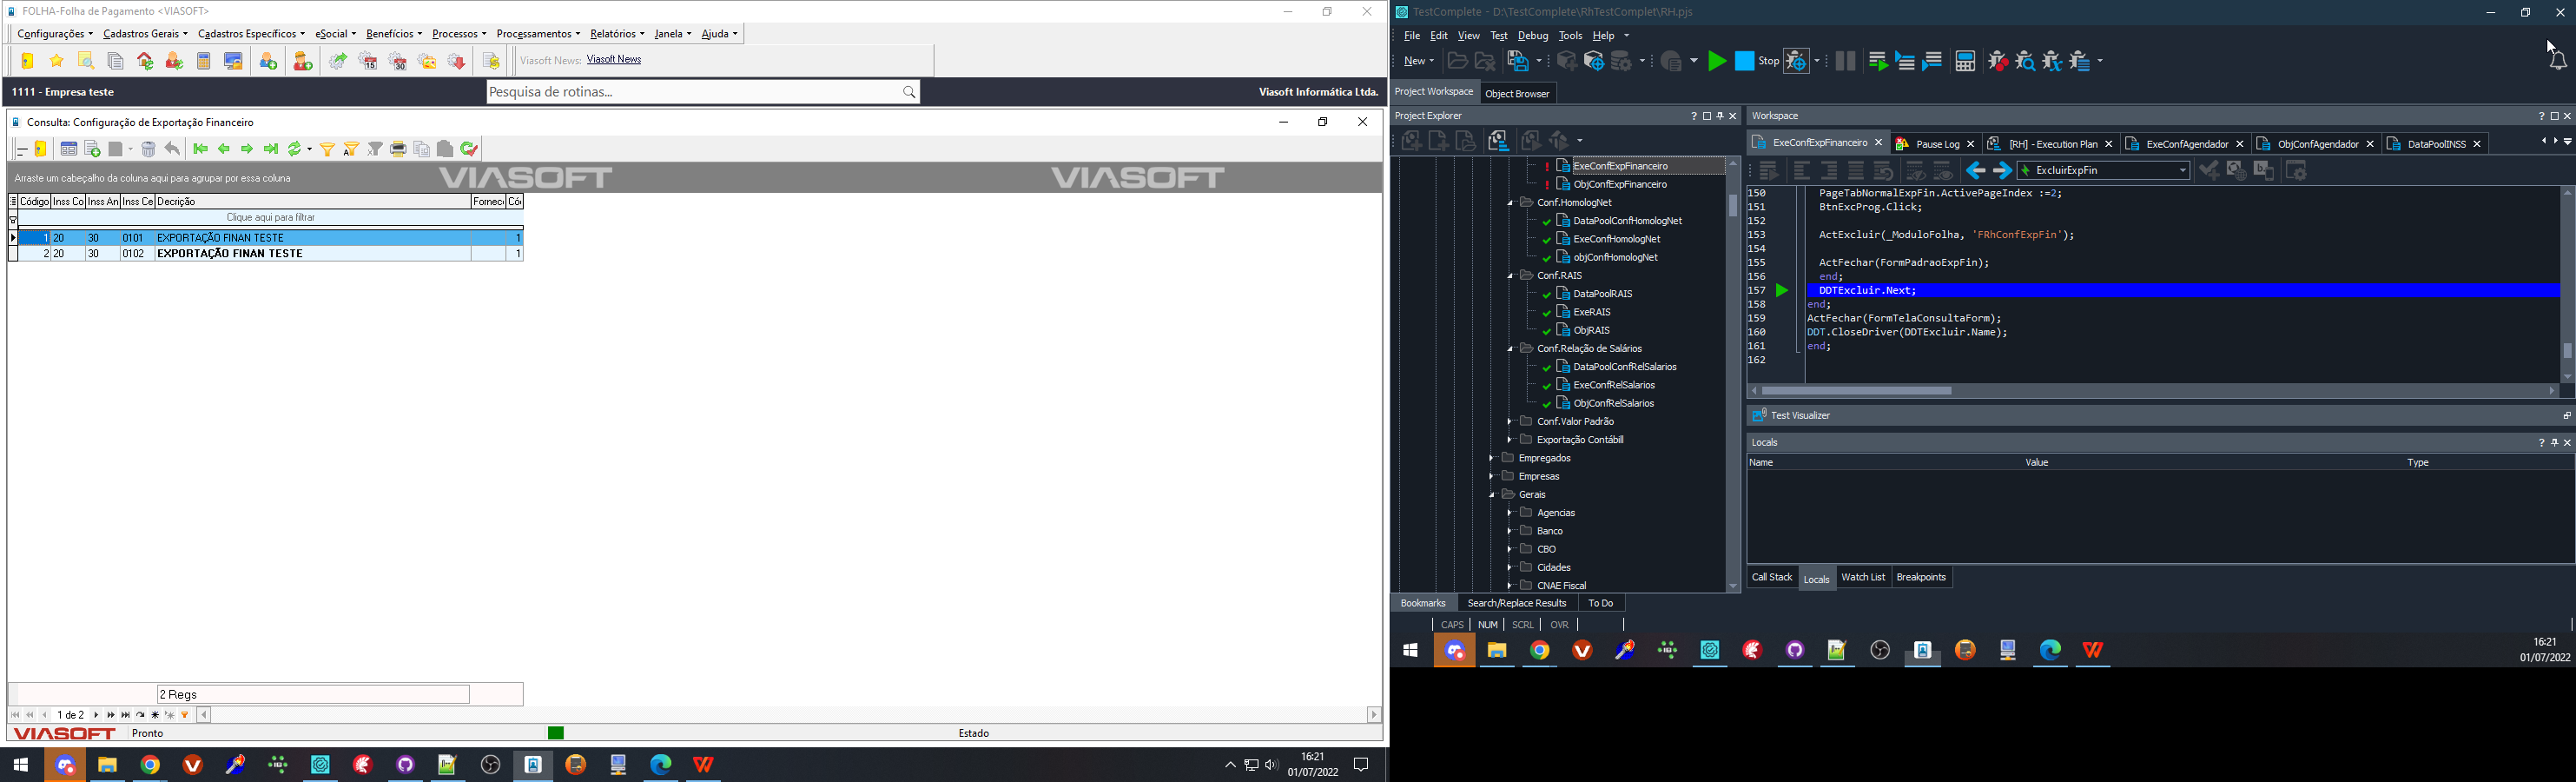 FOLHA-Folha de Pagamento <VIASOFT>
Configurações Cadastros Gerais Cadastros Específicos eSocial Benefícios Processos Processamentos Relatórios Janela Ajuda
Viasoft News: Viasoft News
1111 - Empresa teste
Pesquisa de rotinas...
Viasoft Informática Ltda.
Consulta: Configuração de Exportação Financeiro
Arraste um cabeçalho da coluna aqui para agrupar por essa coluna
VIASOFT VIASOFT
Código Inss Co Inss An Inss Ce Decrição Fornec Có
Clique aqui para filtrar
1 20 30 0101 EXPORTAÇÃO FINAN TESTE 1
2 20 30 0102 EXPORTAÇÃO FINAN TESTE 1
2 Regs
1 de 2
VIASOFT Pronto Estado
16:21
01/07/2022
TestComplete - D:\TestComplete\RhTestComplet\RH.pjs
File Edit View Test Debug Tools Help
New Stop
Project Workspace Object Browser
Project Explorer
ExeConfExpFinanceiro
ObjConfExpFinanceiro
Conf.HomologNet
DataPoolConfHomologNet
ExeConfHomologNet
objConfHomologNet
Conf.RAIS
DataPoolRAIS
ExeRAIS
ObjRAIS
Conf.Relação de Salários
DataPoolConfRelSalarios
ExeConfRelSalarios
ObjConfRelSalarios
Conf.Valor Padrão
Exportação Contábill
Empregados
Empresas
Gerais
Agencias
Banco
CBO
Cidades
CNAE Fiscal
Bookmarks Search/Replace Results To Do
CAPS NUM SCRL OVR
Workspace
ExeConfExpFinanceiro Pause Log [RH] - Execution Plan ExeConfAgendador ObjConfAgendador DataPoolINSS
ExcluirExpFin
150 PageTabNormalExpFin.ActivePageIndex :=2;
151 BtnExcProg.Click;
152
153 ActExcluir(_ModuloFolha, 'FRhConfExpFin');
154
155 ActFechar(FormPadraoExpFin);
156 end;
157 DDTExcluir.Next;
158 end;
159 ActFechar(FormTelaConsultaForm);
160 DDT.CloseDriver(DDTExcluir.Name);
161 end;
162
Test Visualizer
Locals
Name Value Type
Call Stack Locals Watch List Breakpoints
16:21
01/07/2022